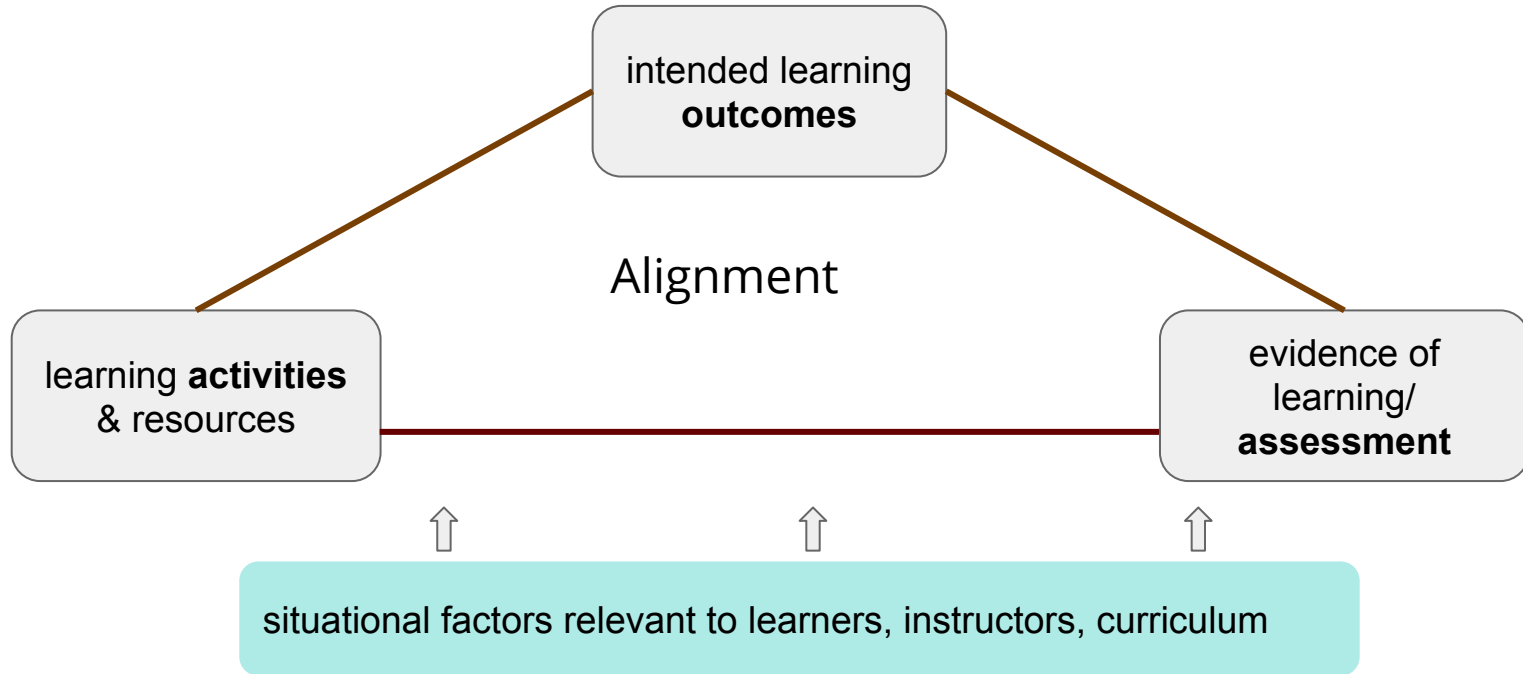 intended learning
outcomes
Alignment
learning activities
& resources
evidence of
learning/
assessment
situational factors relevant to learners, instructors, curriculum